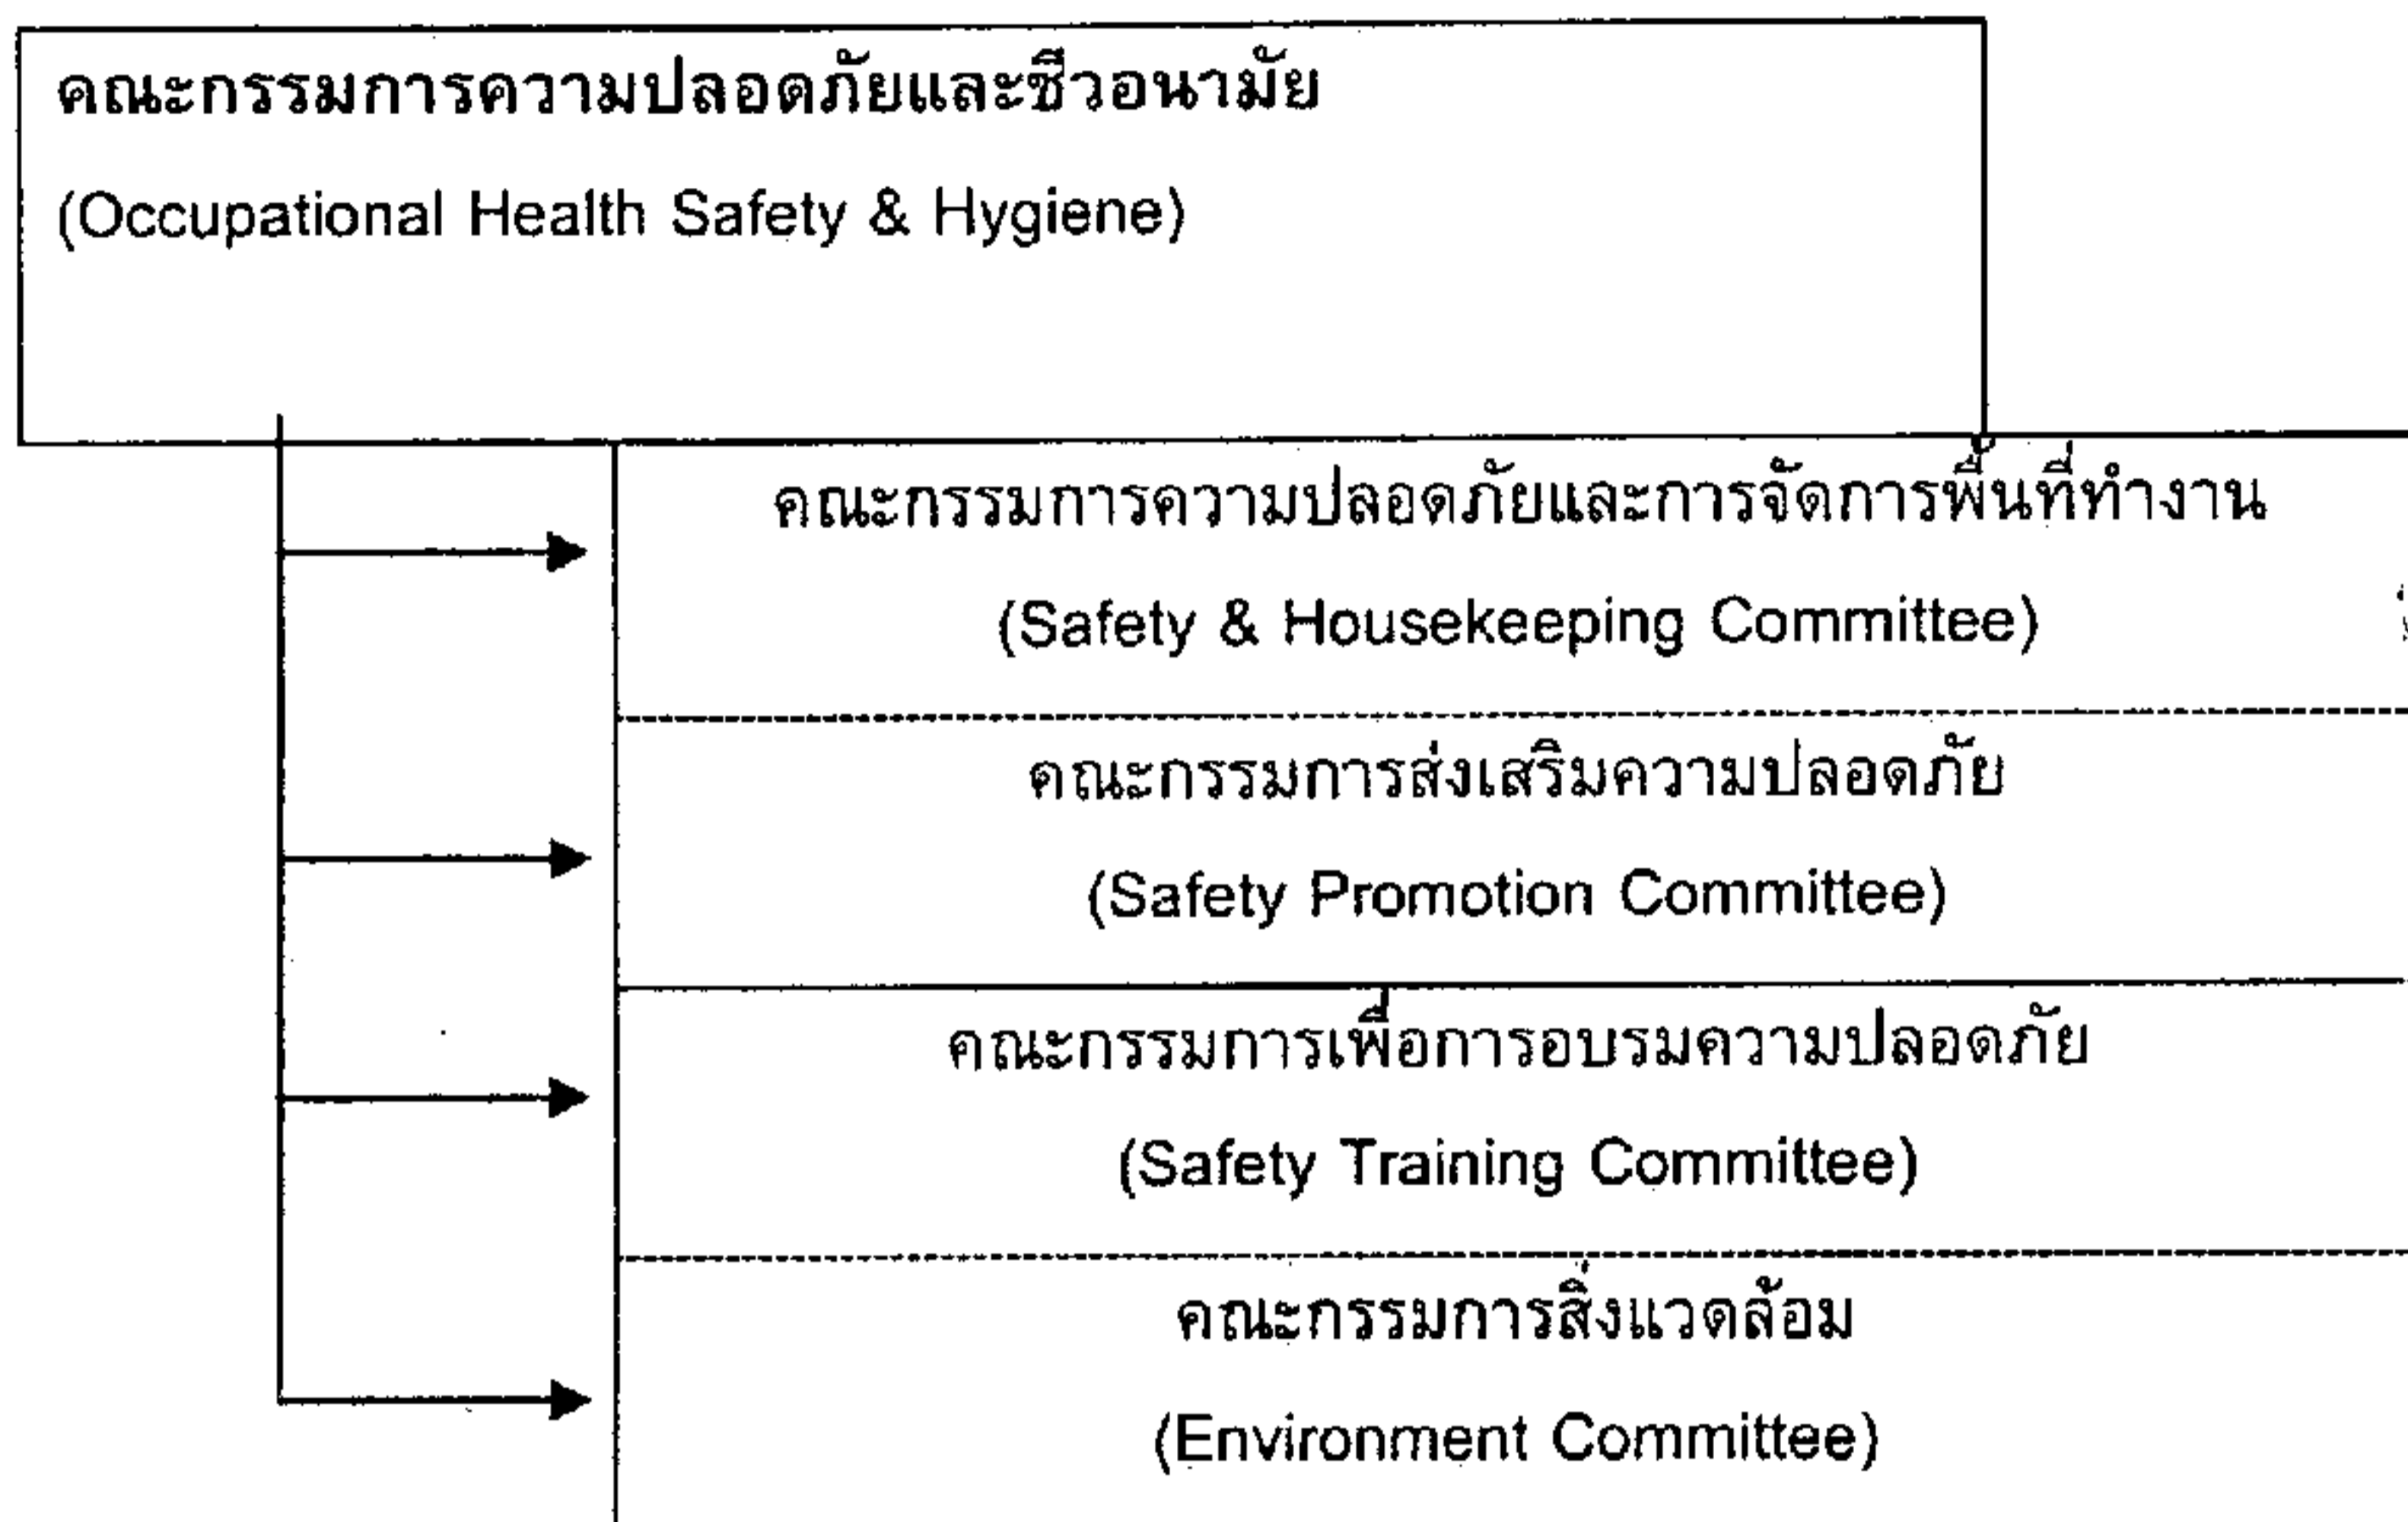 คณะกรรมการความปลอดภัยและชีวอนามัย
(Occupational Health Safety & Hygiene)
คณะกรรมการความปลอดภัยและการจัดการพื้นที่ทำงาน
(Safety & Housekeeping Committee)
คณะกรรมการส่งเสริมความปลอดภัย
(Safety Promotion Committee)
คณะกรรมการเพื่อการอบรมความปลอดภัย
(Safety Training Committee)
คณะกรรมการสิ่งแวดล้อม
(Environment Committee)